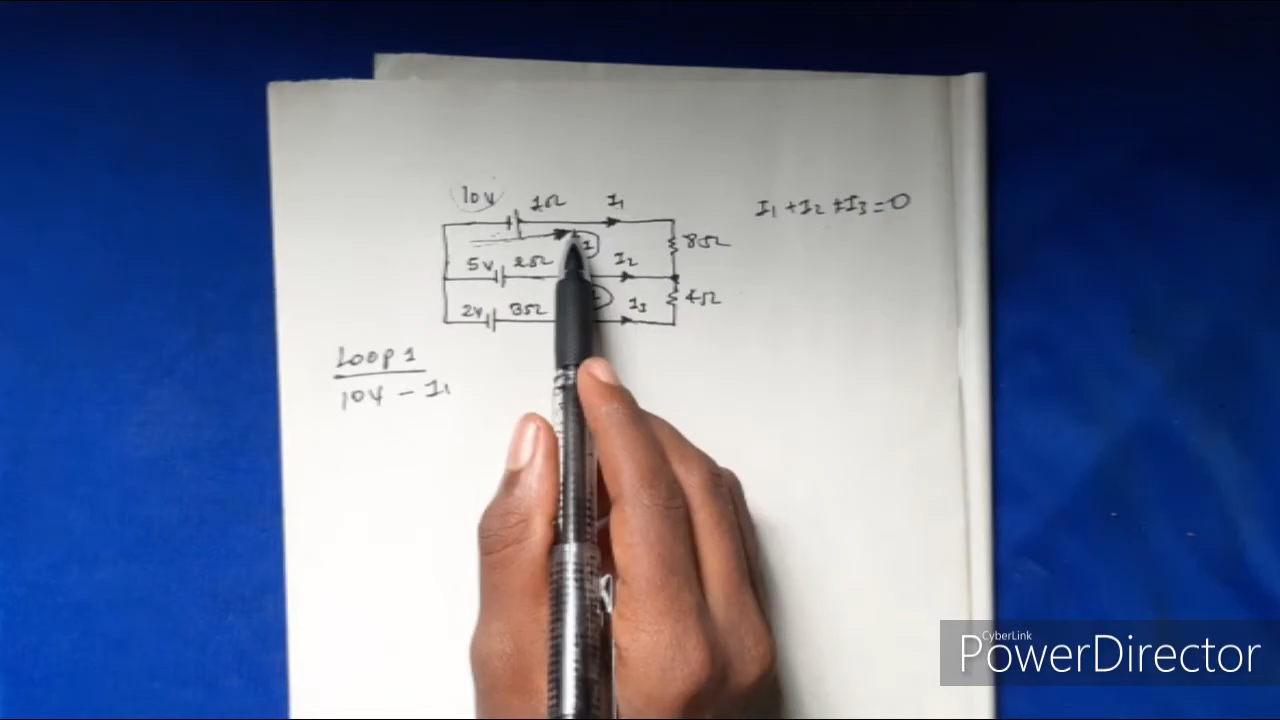 10V 1Ω I1
I1 + I2 + I3 = 0
1 8Ω
5V 2Ω I2
2V 3Ω I3 4Ω
Loop 1
10V - I1
CyberLink
PowerDirector